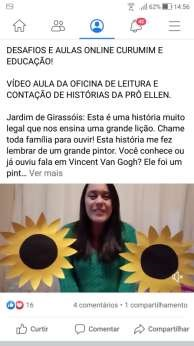 62% 14:56
DESAFIOS E AULAS ONLINE CURUMIM E
EDUCAÇÃO!
VÍDEO AULA DA OFICINA DE LEITURA E
CONTAÇÃO DE HISTÓRIAS DA PRÓ ELLEN.
Jardim de Girassóis: Esta é uma história muito
legal que nos ensina uma grande lição. Chame
toda família para ouvir! Esta história me fez
lembrar de um grande pintor. Você conhece ou
já ouviu fala em Vincent Van Gogh? Ele foi um
pint... Ver mais
16
4 comentários • 1 compartilhamento
Curtir
Comentar
Compartilhar